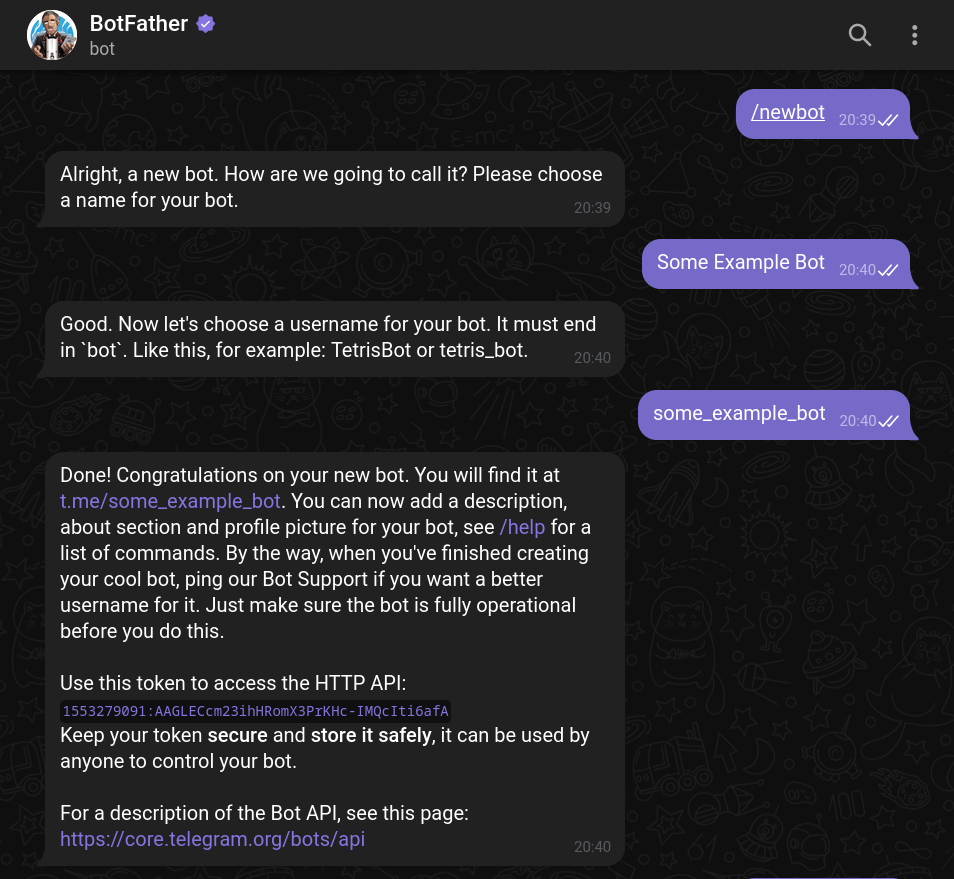 BotFather
bot
/newbot 20:39
Alright, a new bot. How are we going to call it? Please choose
a name for your bot.
20:39
Some Example Bot 20:40
Good. Now let's choose a username for your bot. It must end
in `bot`. Like this, for example: TetrisBot or tetris_bot.
20:40
some_example_bot 20:40
Done! Congratulations on your new bot. You will find it at
t.me/some_example_bot. You can now add a description,
about section and profile picture for your bot, see /help for a
list of commands. By the way, when you've finished creating
your cool bot, ping our Bot Support if you want a better
username for it. Just make sure the bot is fully operational
before you do this.
Use this token to access the HTTP API:
1553279091:AAGLECcm23ihHRomX3PrKHc-IMQcIti6afA
Keep your token secure and store it safely, it can be used by
anyone to control your bot.
For a description of the Bot API, see this page:
https://core.telegram.org/bots/api
20:40